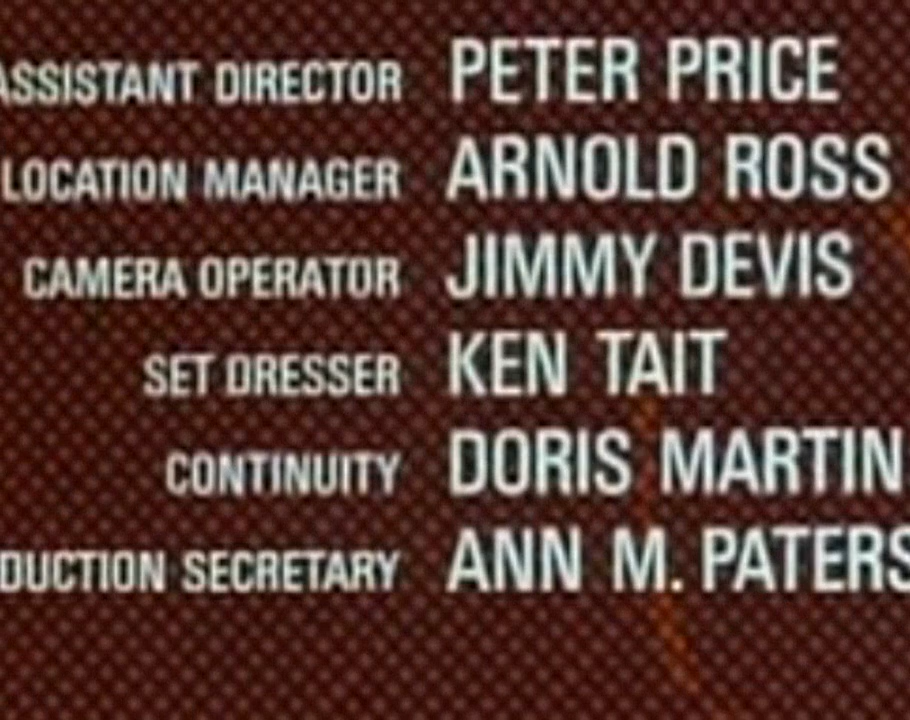 ASSISTANT DIRECTOR PETER PRICE
LOCATION MANAGER ARNOLD ROSS
CAMERA OPERATOR JIMMY DEVIS
SET DRESSER KEN TAIT
CONTINUITY DORIS MARTIN
DUCTION SECRETARY ANN M. PATERS